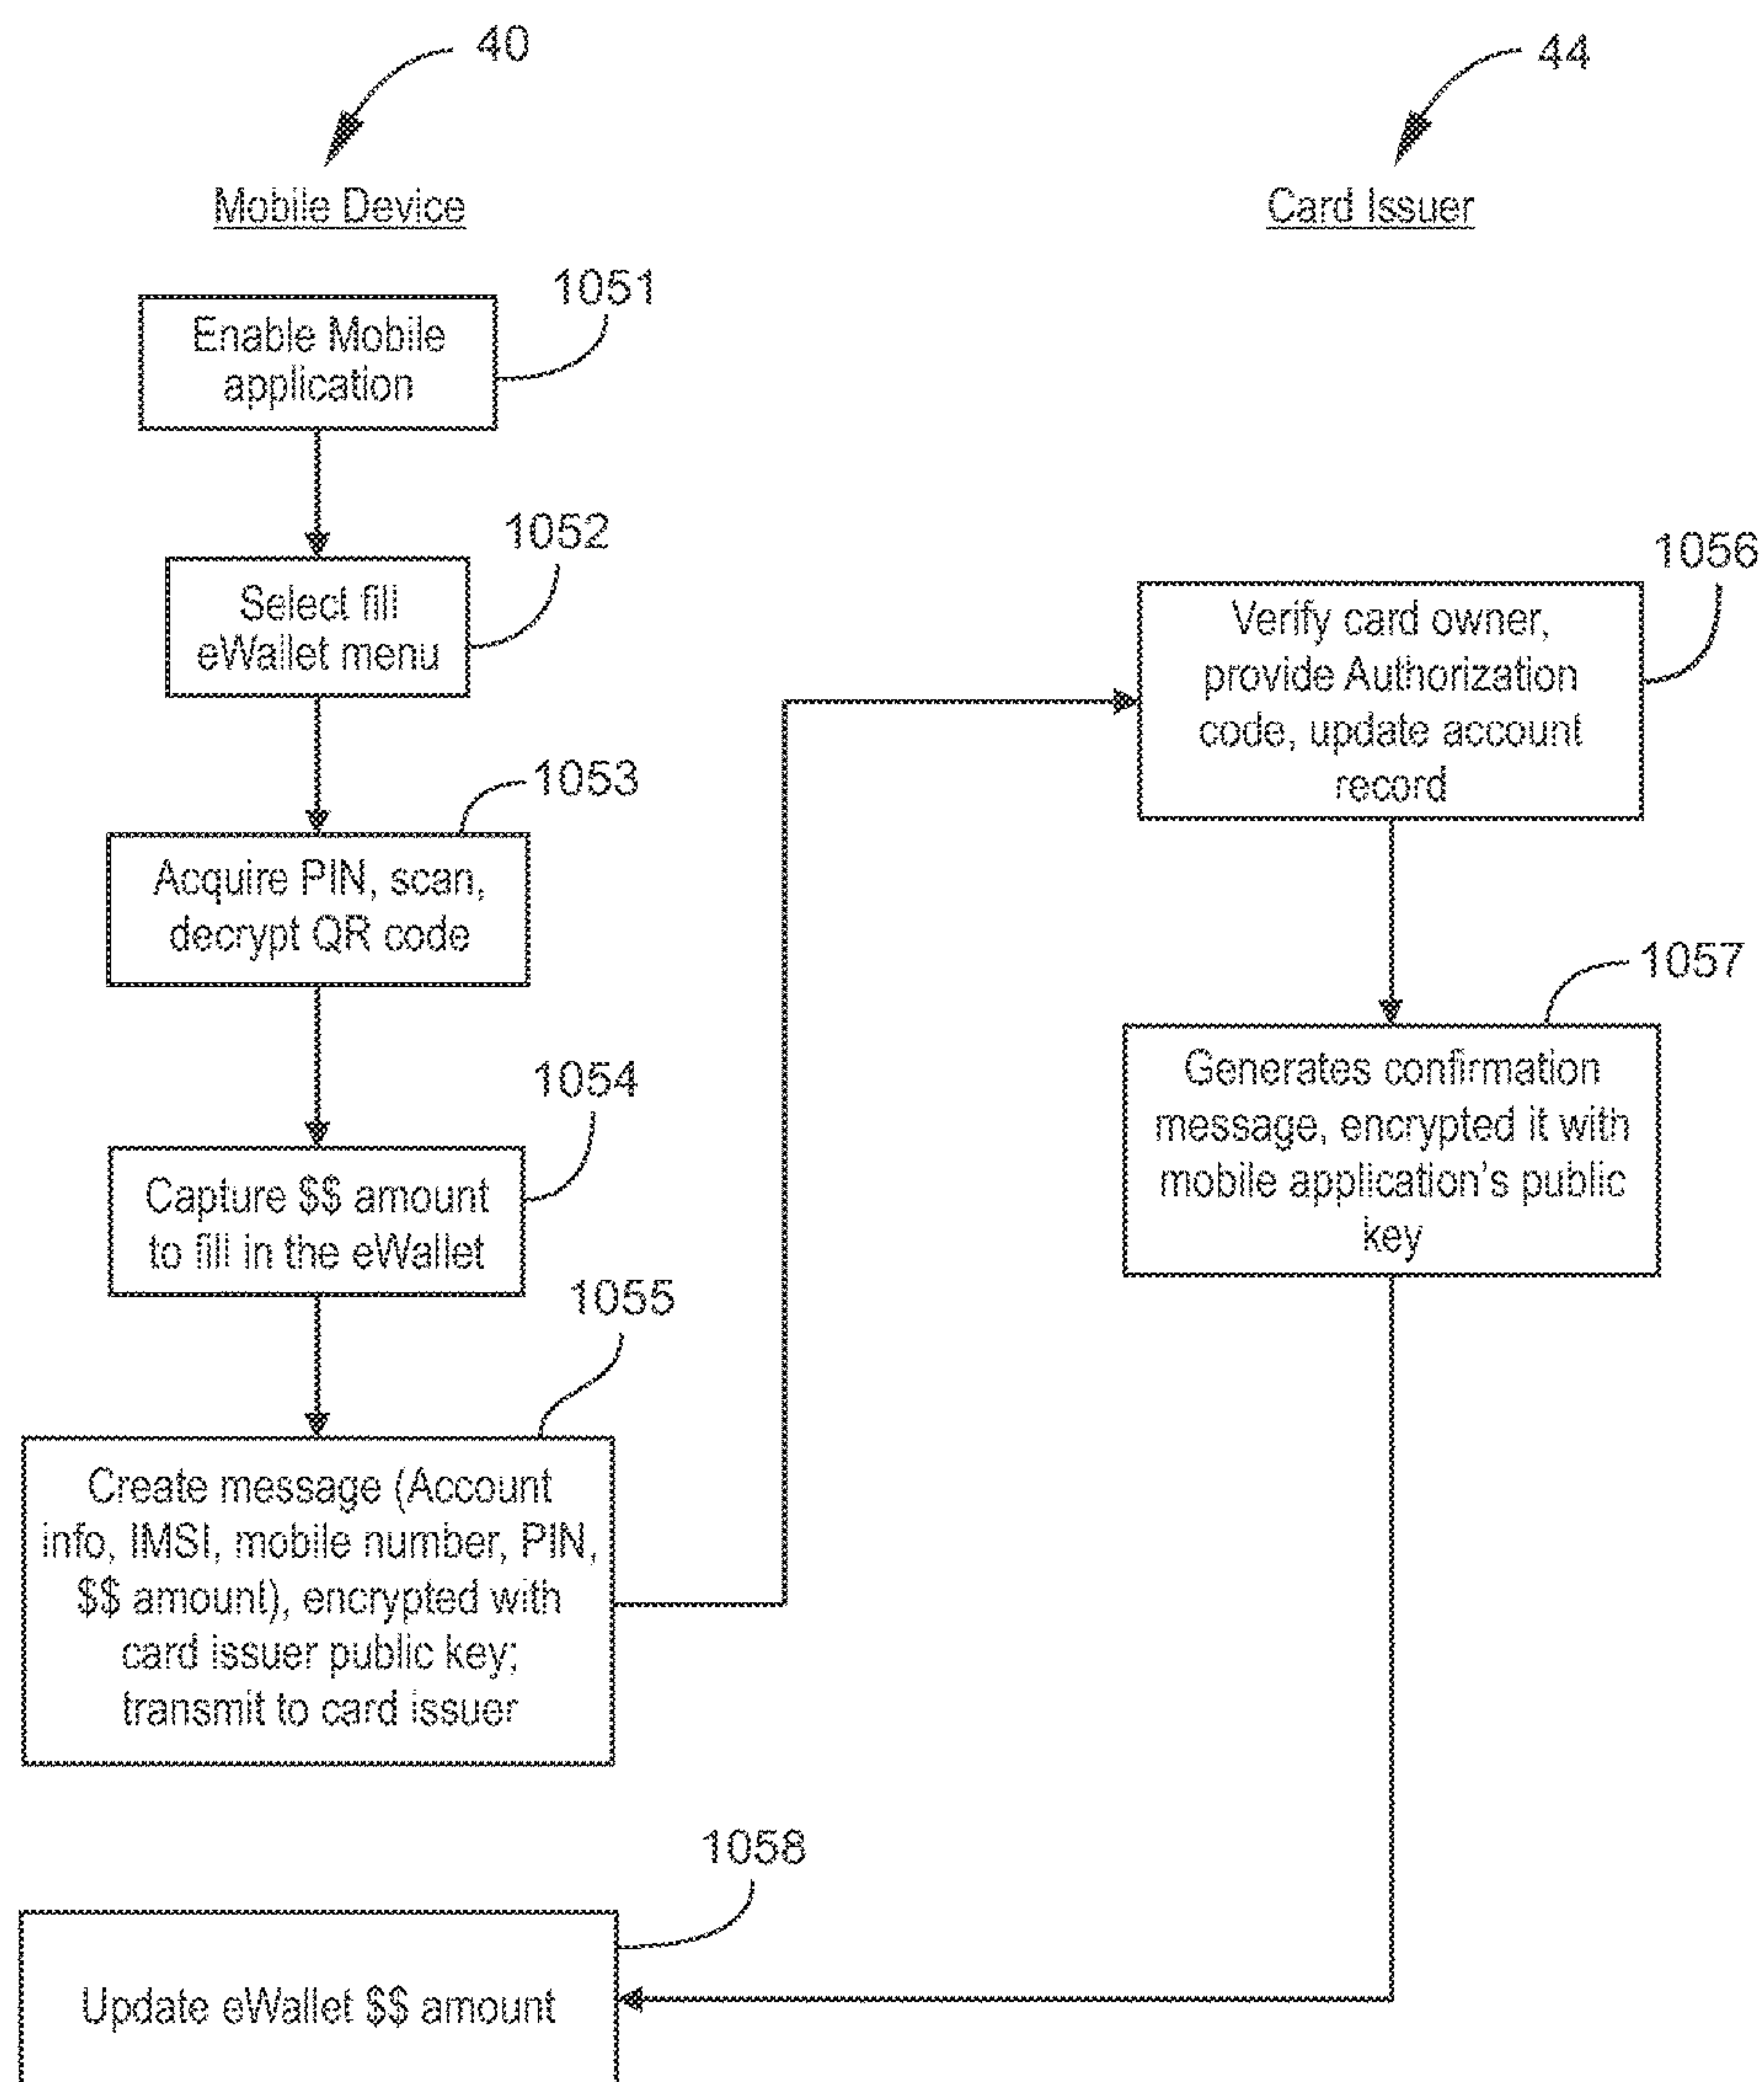 40
44
Mobile Device
Card Issuer
1051
Enable Mobile
application
1052
Select fill
eWallet menu
1053
Acquire PIN, scan,
decrypt QR code
1054
Capture $$ amount
to fill in the eWallet
1055
Create message (Account
info, IMSI, mobile number, PIN,
$$ amount), encrypted with
card issuer public key;
transmit to card issuer
1056
Verify card owner,
provide Authorization
code, update account
record
1057
Generates confirmation
message, encrypted it with
mobile application's public
key
1058
Update eWallet $$ amount